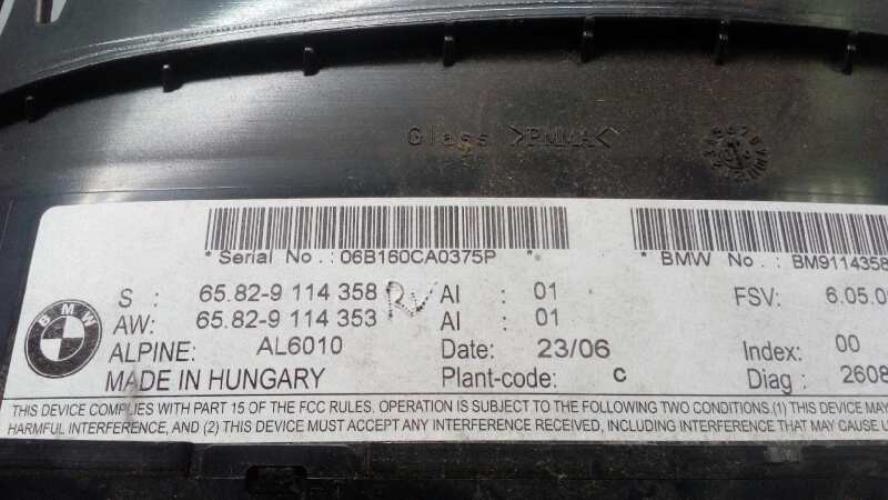 Glass >PMMA<
* Serial No . : 06B160CA0375P *
* BMW No . : BM9114358
BMW
S : 65.82-9 114 358 RV AI : 01 FSV: 6.05.0
AW: 65.82-9 114 353 AI : 01
ALPINE: AL6010 Date: 23/06 Index: 00
MADE IN HUNGARY Plant-code: C Diag : 2608
THIS DEVICE COMPLIES WITH PART 15 OF THE FCC RULES. OPERATION IS SUBJECT TO THE FOLLOWING TWO CONDITIONS.(1) THIS DEVICE MAY
HARMFUL INTERFERENCE, AND (2) THIS DEVICE MUST ACCEPT ANY INTERFERENCE RECEIVED, INCLUDING INTERFERENCE THAT MAY CAUSE